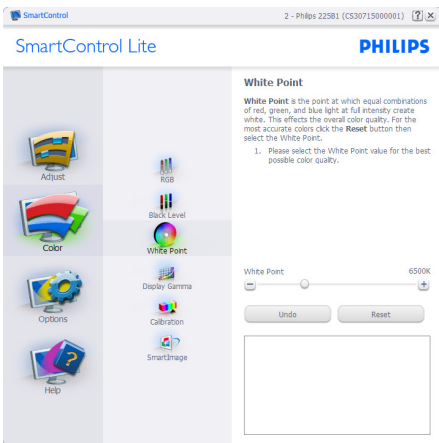 SmartControl
2 - Philips 225B1 (CS30715000001)
SmartControl Lite
PHILIPS
Adjust
Color
Options
Help
RGB
Black Level
White Point
Display Gamma
Calibration
SmartImage
White Point
White Point is the point at which equal combinations
of red, green, and blue light at full intensity create
white. This effects the overall color quality. For the
most accurate colors click the Reset button then
select the White Point.
1. Please select the White Point value for the best
possible color quality.
White Point 6500K
Undo Reset